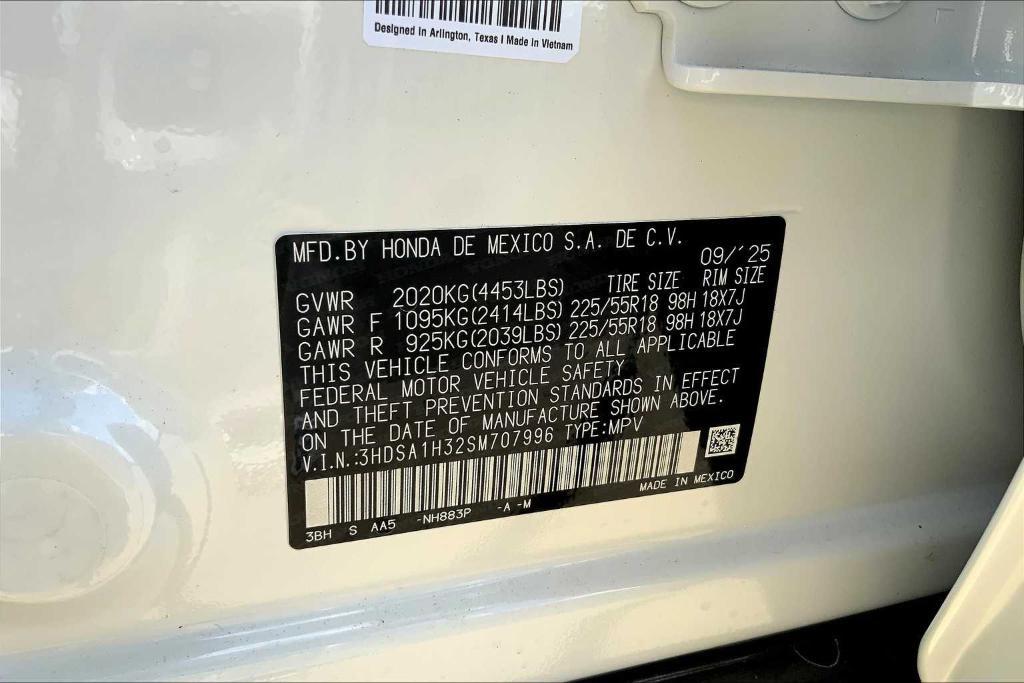 Designed in Arlington, Texas I Made in Vietnam
MFD.BY HONDA DE MEXICO S.A. DE C.V.
09/'25
GVWR 2020KG(4453LBS) TIRE SIZE RIM SIZE
GAWR F 1095KG(2414LBS) 225/55R18 98H 18X7J
GAWR R 925KG(2039LBS) 225/55R18 98H 18X7J
THIS VEHICLE CONFORMS TO ALL APPLICABLE
FEDERAL MOTOR VEHICLE SAFETY
AND THEFT PREVENTION STANDARDS IN EFFECT
ON THE DATE OF MANUFACTURE SHOWN ABOVE.
V.I.N.:3HDSA1H32SM707996 TYPE:MPV
MADE IN MEXICO
3BH S AA5 -NH883P -A -M